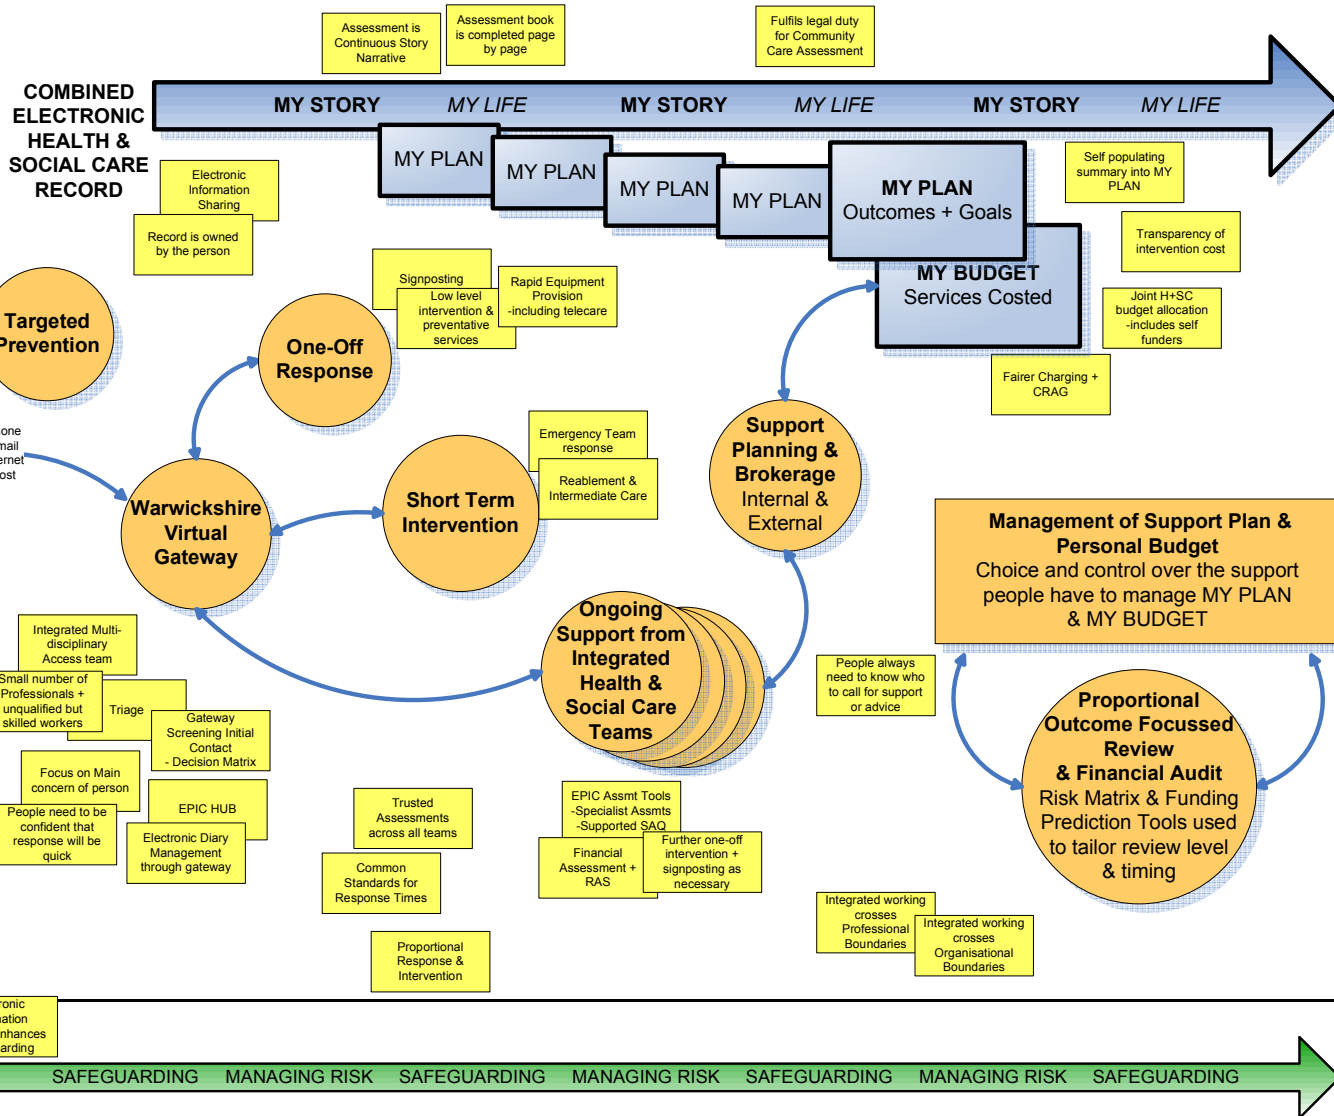 Assessment is
Continuous Story
Narrative
Assessment book
is completed page
by page
Fulfils legal duty
for Community
Care Assessment
COMBINED
ELECTRONIC
HEALTH &
SOCIAL CARE
RECORD
MY STORY MY LIFE MY STORY MY LIFE MY STORY MY LIFE
MY PLAN
MY PLAN
MY PLAN
MY PLAN
MY PLAN
Outcomes + Goals
MY BUDGET
Services Costed
Self populating
summary into MY
PLAN
Transparency of
intervention cost
Joint H+SC
budget allocation
-includes self
funders
Fairer Charging +
CRAG
Electronic
Information
Sharing
Record is owned
by the person
Signposting
Low level
intervention &
preventative
services
Rapid Equipment
Provision
-including telecare
Targeted
Prevention
One-Off
Response
one
mail
ernet
ost
Warwickshire
Virtual
Gateway
Short Term
Intervention
Emergency Team
response
Reablement &
Intermediate Care
Support
Planning &
Brokerage
Internal &
External
Management of Support Plan &
Personal Budget
Choice and control over the support
people have to manage MY PLAN
& MY BUDGET
Ongoing
Support from
Integrated
Health &
Social Care
Teams
People always
need to know who
to call for support
or advice
Proportional
Outcome Focussed
Review
& Financial Audit
Risk Matrix & Funding
Prediction Tools used
to tailor review level
& timing
Integrated Multi-
disciplinary
Access team
Small number of
Professionals +
unqualified but
skilled workers
Triage
Gateway
Screening Initial
Contact
- Decision Matrix
Focus on Main
concern of person
People need to be
confident that
response will be
quick
EPIC HUB
Electronic Diary
Management
through gateway
Trusted
Assessments
across all teams
Common
Standards for
Response Times
Proportional
Response &
Intervention
EPIC Assmt Tools
-Specialist Assmts
-Supported SAQ
Financial
Assessment +
RAS
Further one-off
intervention +
signposting as
necessary
Integrated working
crosses
Professional
Boundaries
Integrated working
crosses
Organisational
Boundaries
ronic
mation
nhances
arding
SAFEGUARDING MANAGING RISK SAFEGUARDING MANAGING RISK SAFEGUARDING MANAGING RISK SAFEGUARDING